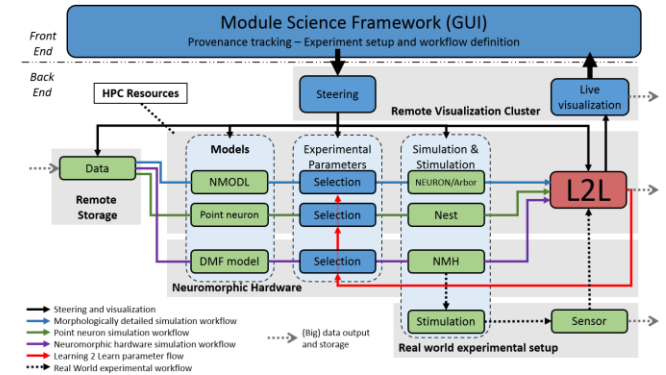 Module Science Framework (GUI)
Provenance tracking – Experiment setup and workflow definition
Front
End
Back
End
HPC Resources
Steering
Live
visualization
Remote Visualization Cluster
Models
Experimental
Parameters
Simulation &
Stimulation
Data
Remote
Storage
NMODL
Selection
NEURON/Arbor
L2L
Point neuron
Selection
Nest
DMF model
Selection
NMH
Neuromorphic Hardware
Stimulation
Sensor
Real world experimental setup
Steering and visualization
Morphologically detailed simulation workflow
Point neuron simulation workflow
Neuromorphic hardware simulation workflow
Learning 2 Learn parameter flow
Real World experimental workflow
(Big) data output
and storage